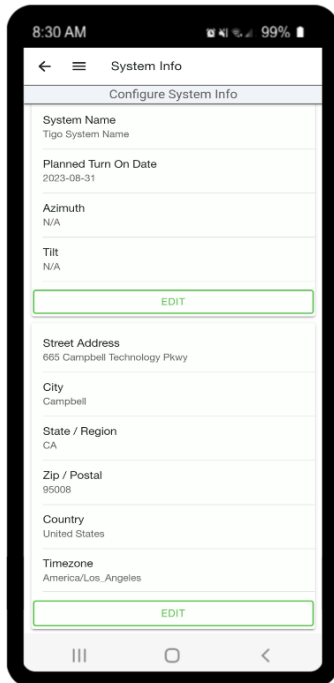 8:30 AM 99%
System Info
Configure System Info
System Name
Tigo System Name
Planned Turn On Date
2023-08-31
Azimuth
N/A
Tilt
N/A
EDIT
Street Address
665 Campbell Technology Pkwy
City
Campbell
State / Region
CA
Zip / Postal
95008
Country
United States
Timezone
America/Los_Angeles
EDIT